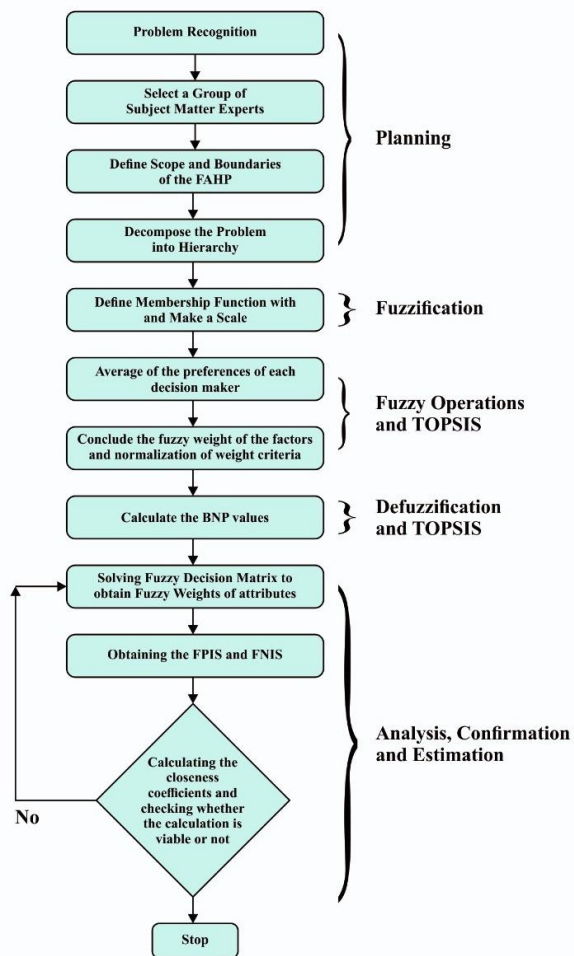 Problem Recognition
Select a Group of
Subject Matter Experts
Define Scope and Boundaries
of the FAHP
Decompose the Problem
into Hierarchy
Planning
Define Membership Function with
and Make a Scale
Fuzzification
Average of the preferences of each
decision maker
Conclude the fuzzy weight of the factors
and normalization of weight criteria
Fuzzy Operations
and TOPSIS
Calculate the BNP values
Defuzzification
and TOPSIS
Solving Fuzzy Decision Matrix to
obtain Fuzzy Weights of attributes
Obtaining the FPIS and FNIS
Calculating the
closeness
coefficients and
checking whether
the calculation is
viable or not
No
Analysis, Confirmation
and Estimation
Stop